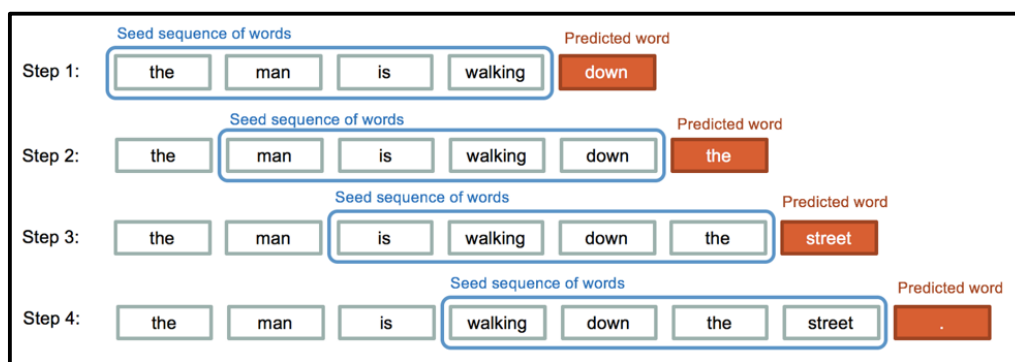 Seed sequence of words Predicted word
Step 1: the man is walking down
Seed sequence of words Predicted word
Step 2: the man is walking down the
Seed sequence of words Predicted word
Step 3: the man is walking down the street
Seed sequence of words Predicted word
Step 4: the man is walking down the street .